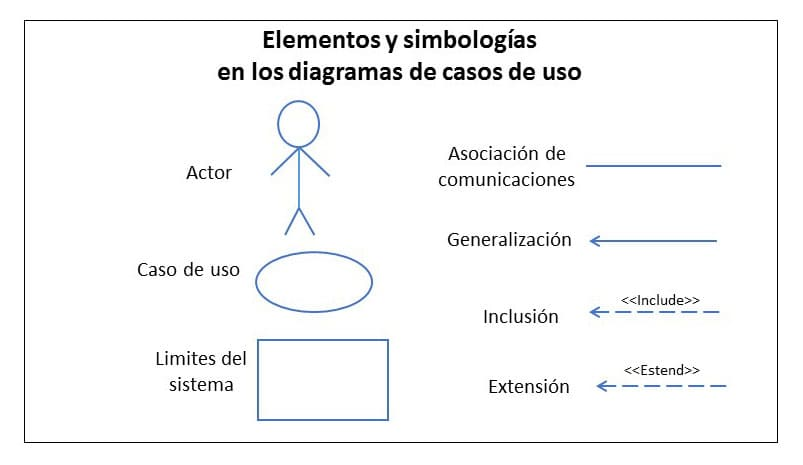 Elementos y simbologías
en los diagramas de casos de uso
Actor
Caso de uso
Limites del
sistema
Asociación de
comunicaciones
Generalización
<<Include>>
Inclusión
<<Estend>>
Extensión